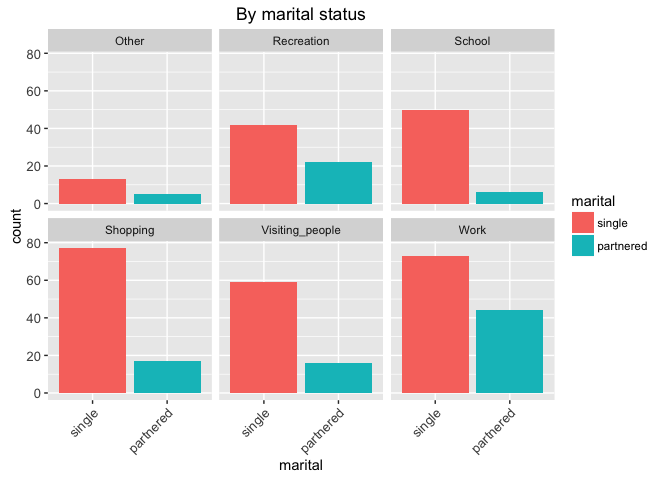 By marital status
Other Recreation School
80
60
40
20
0
count
marital
single
partnered
Shopping Visiting_people Work
80
60
40
20
0
single partnered single partnered single partnered
marital